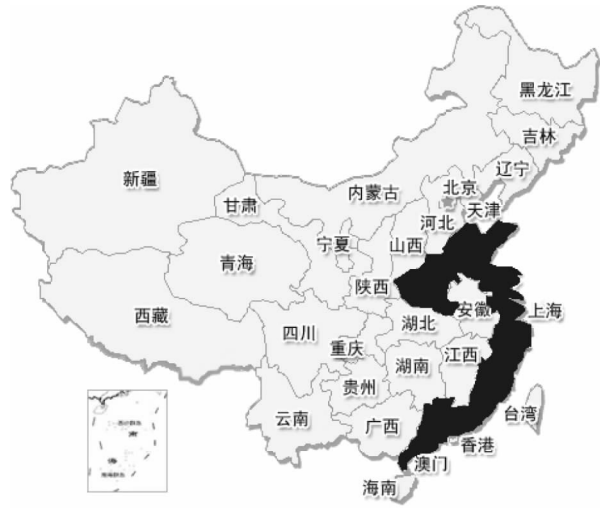 黑龙江
吉林
辽宁
新疆
内蒙古
北京
天津
甘肃
河北
宁夏
山西
青海
陕西
西藏
安徽
上海
湖北
四川
重庆
江西
湖南
贵州
云南
广西
台湾
香港
澳门
海南
南
海